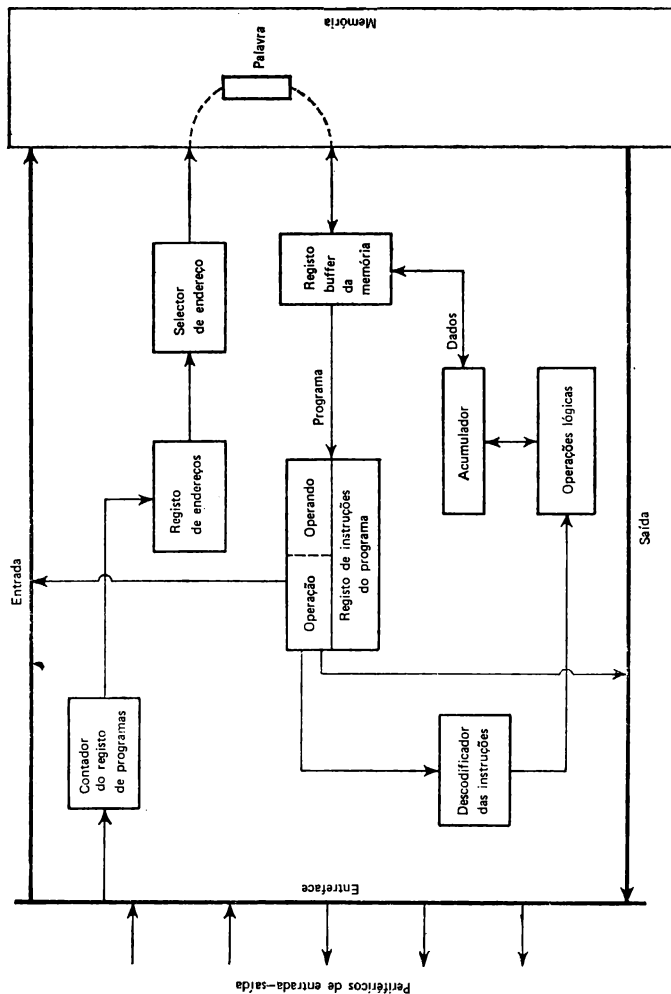 Entrada
Memória
Palavra
Contador
do registo
de programas
Registo
de endereços
Selector
de endereço
Registo
buffer
da
memória
Programa
Operação
Operando
Registo de instruções
do programa
Dados
Acumulador
Operações lógicas
Descodificador
das instruções
Entreface
Saída
Periféricos de entrada—saída